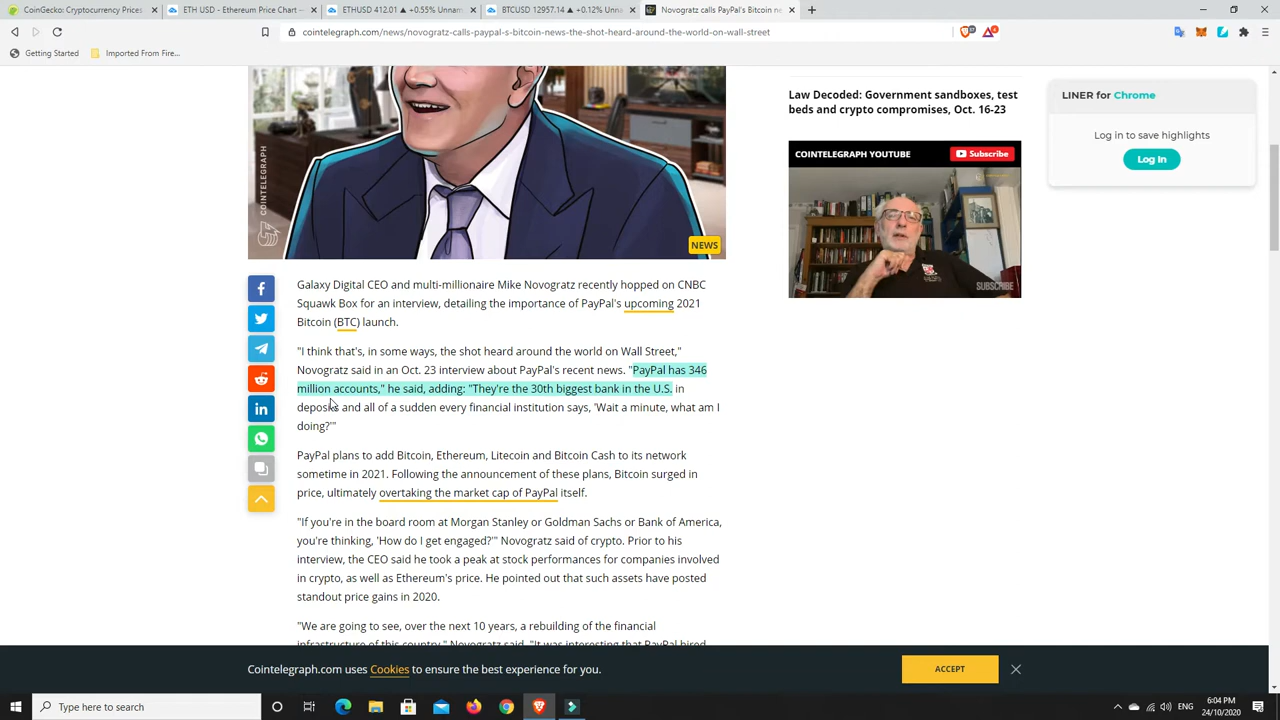 CoinGecko: Cryptocurrency Prices
ETH USD - Ethereum Price Chart —
ETHUSD 412.01 ▲ +0.55% Unnam
BTCUSD 12957.14 ▲ +0.12% Unna
Novogratz calls PayPal's Bitcoin ne
cointelegraph.com/news/novogratz-calls-paypal-s-bitcoin-news-the-shot-heard-around-the-world-on-wall-street
Getting Started
Imported From Fire...
COINTELEGRAPH
NEWS
Galaxy Digital CEO and multi-millionaire Mike Novogratz recently hopped on CNBC
Squawk Box for an interview, detailing the importance of PayPal's upcoming 2021
Bitcoin (BTC) launch.
"I think that's, in some ways, the shot heard around the world on Wall Street,"
Novogratz said in an Oct. 23 interview about PayPal's recent news. "PayPal has 346
million accounts," he said, adding: "They're the 30th biggest bank in the U.S. in
deposits and all of a sudden every financial institution says, 'Wait a minute, what am I
doing?'"
PayPal plans to add Bitcoin, Ethereum, Litecoin and Bitcoin Cash to its network
sometime in 2021. Following the announcement of these plans, Bitcoin surged in
price, ultimately overtaking the market cap of PayPal itself.
"If you're in the board room at Morgan Stanley or Goldman Sachs or Bank of America,
you're thinking, 'How do I get engaged?'" Novogratz said of crypto. Prior to his
interview, the CEO said he took a peak at stock performances for companies involved
in crypto, as well as Ethereum's price. He pointed out that such assets have posted
standout price gains in 2020.
"We are going to see, over the next 10 years, a rebuilding of the financial
infrastructure of this country," Novogratz said. "It was interesting that PayPal hired
Law Decoded: Government sandboxes, test
beds and crypto compromises, Oct. 16-23
COINTELEGRAPH YOUTUBE
Subscribe
SUBSCRIBE
LINER for Chrome
Log in to save highlights
Log In
Cointelegraph.com uses Cookies to ensure the best experience for you.
ACCEPT
Type here to search
ENG
6:04 PM
24/10/2020